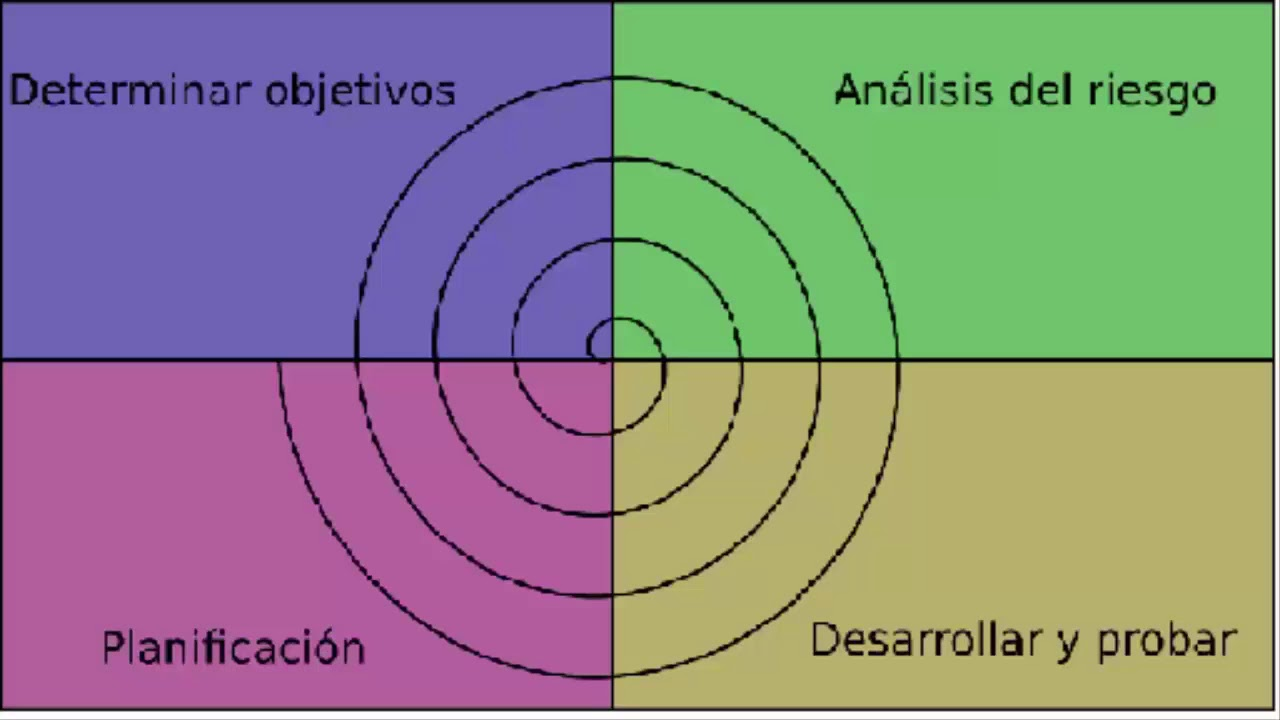 Determinar objetivos
Análisis del riesgo
Planificación
Desarrollar y probar